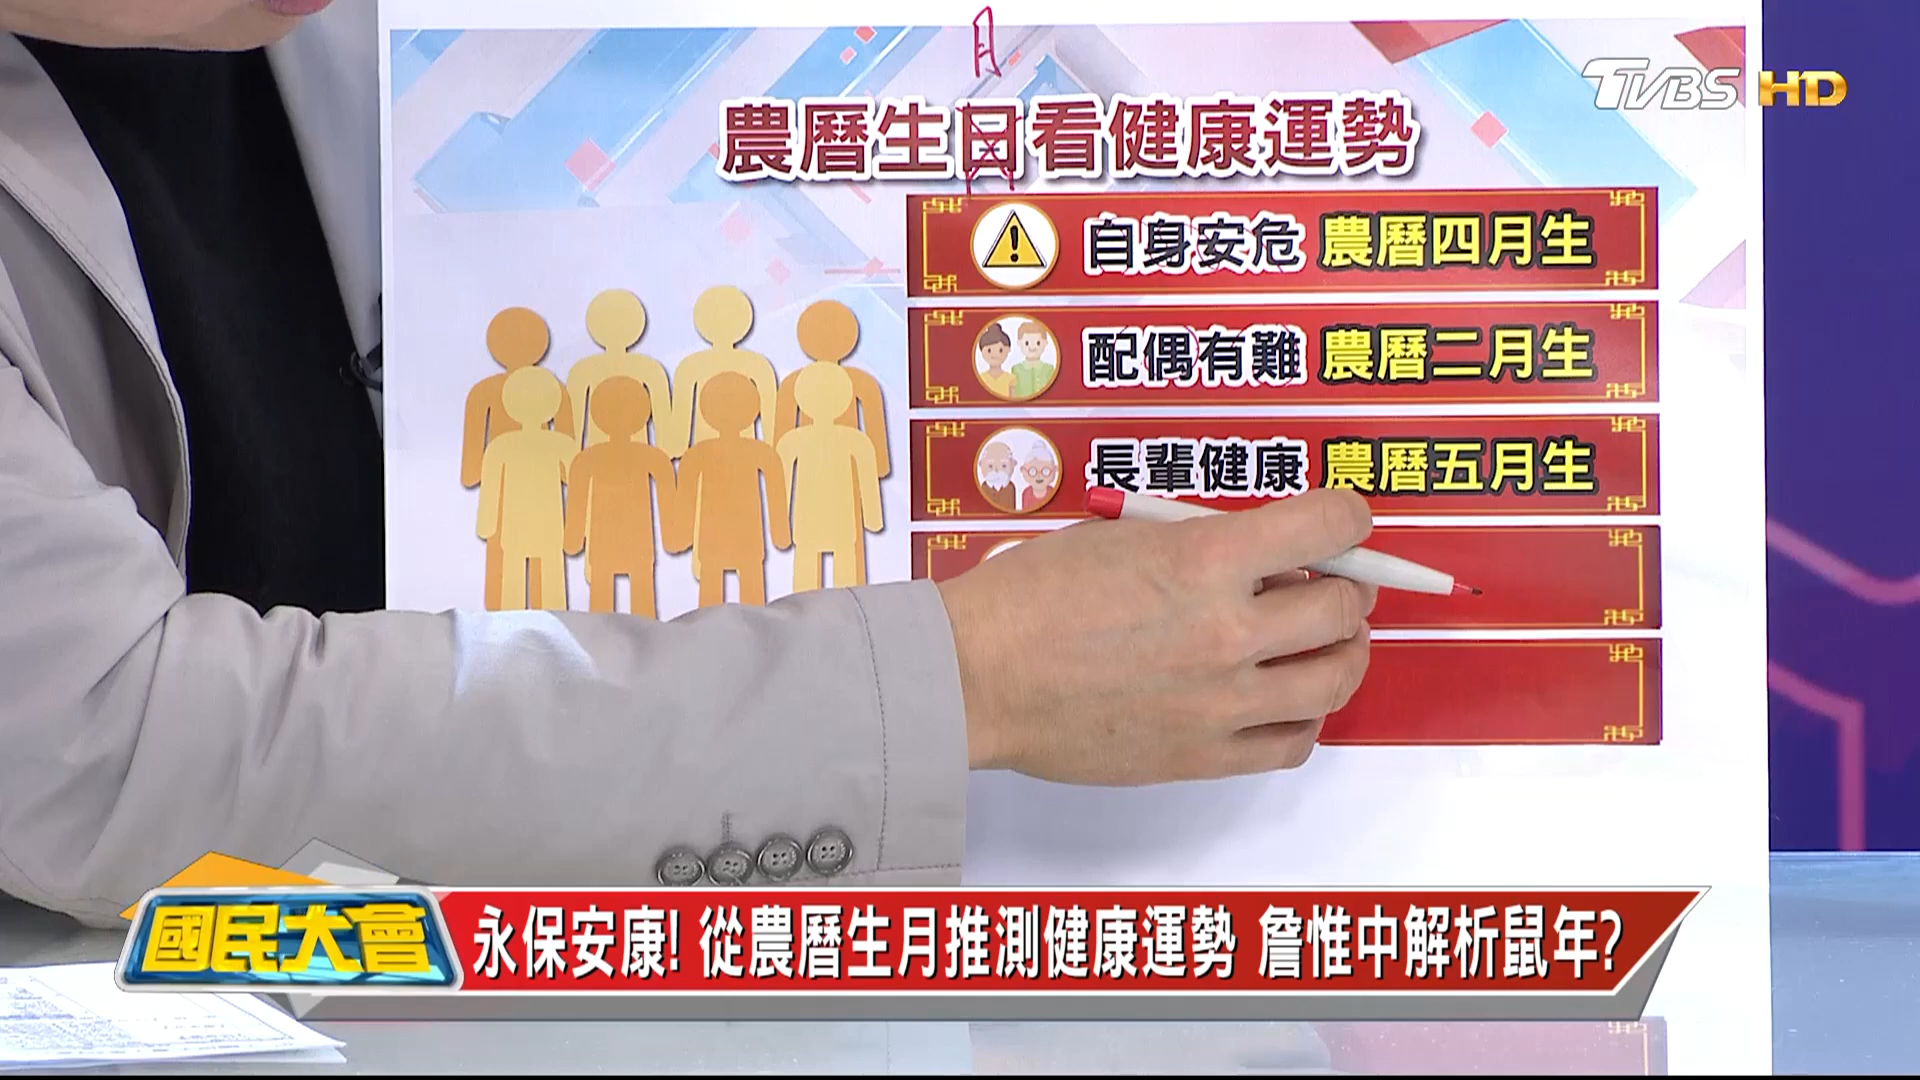 月
TVBS HD
農曆生日看健康運勢
自身安危 農曆四月生
配偶有難 農曆二月生
長輩健康 農曆五月生
國民大會
永保安康! 從農曆生月推測健康運勢 詹惟中解析鼠年?